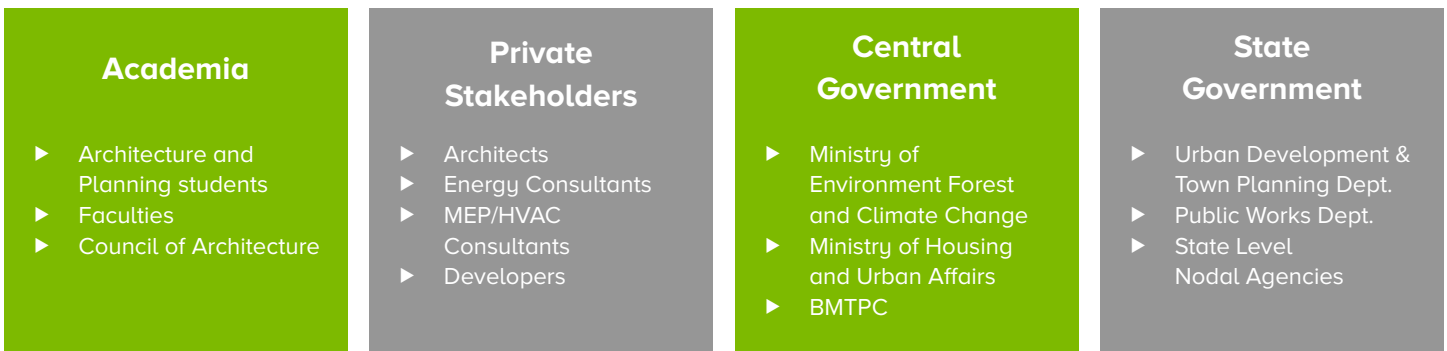 Academia
▶ Architecture and
Planning students
▶ Faculties
▶ Council of Architecture
Private
Stakeholders
▶ Architects
▶ Energy Consultants
▶ MEP/HVAC
Consultants
▶ Developers
Central
Government
▶ Ministry of
Environment Forest
and Climate Change
▶ Ministry of Housing
and Urban Affairs
▶ BMTPC
State
Government
▶ Urban Development &
Town Planning Dept.
▶ Public Works Dept.
▶ State Level
Nodal Agencies